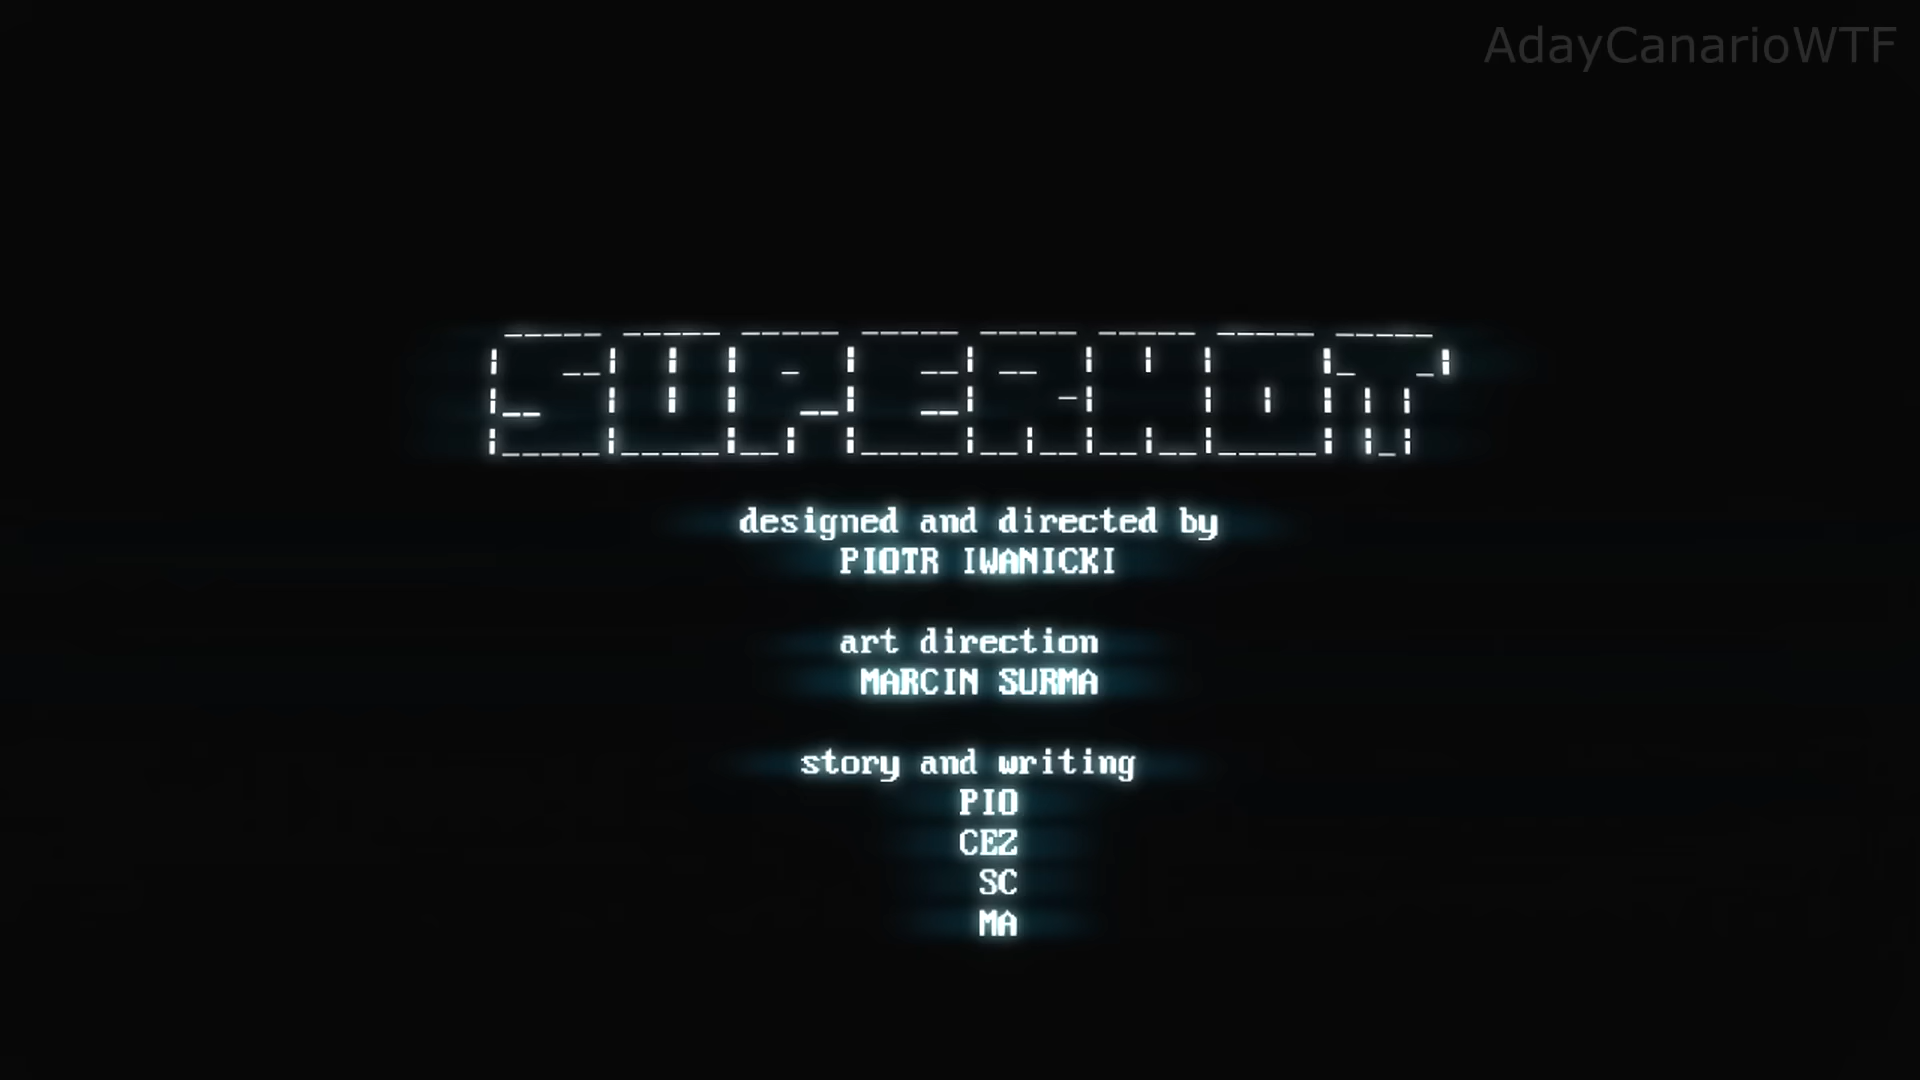 AdayCanarioWTF
SUPERHOT
designed and directed by
PIOTR IWANICKI
art direction
MARCIN SURMA
story and writing
PIO
CEZ
SC
MA